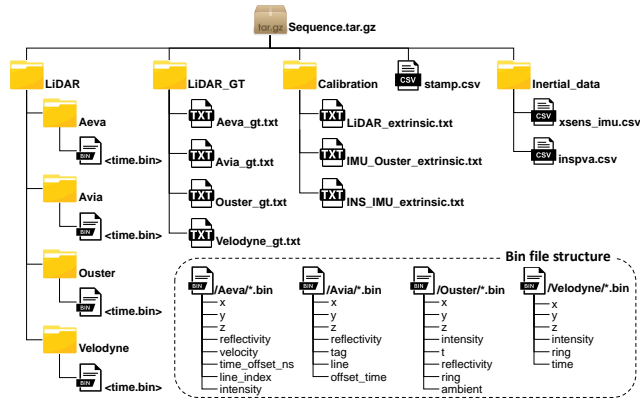 tar.gz
Sequence.tar.gz
LiDAR
Aeva
BIN
<time.bin>
Avia
BIN
<time.bin>
Ouster
BIN
<time.bin>
Velodyne
BIN
<time.bin>
LiDAR_GT
TXT
Aeva_gt.txt
TXT
Avia_gt.txt
TXT
Ouster_gt.txt
TXT
Velodyne_gt.txt
Calibration
TXT
LiDAR_extrinsic.txt
TXT
IMU_Ouster_extrinsic.txt
TXT
INS_IMU_extrinsic.txt
CSV
stamp.csv
Inertial_data
CSV
xsens_imu.csv
CSV
inspva.csv
Bin file structure
BIN
/Aeva/*.bin
x
y
z
reflectivity
velocity
time_offset_ns
line_index
intensity
BIN
/Avia/*.bin
x
y
z
reflectivity
tag
line
offset_time
BIN
/Ouster/*.bin
x
y
z
intensity
t
reflectivity
ring
ambient
BIN
/Velodyne/*.bin
x
y
z
intensity
ring
time